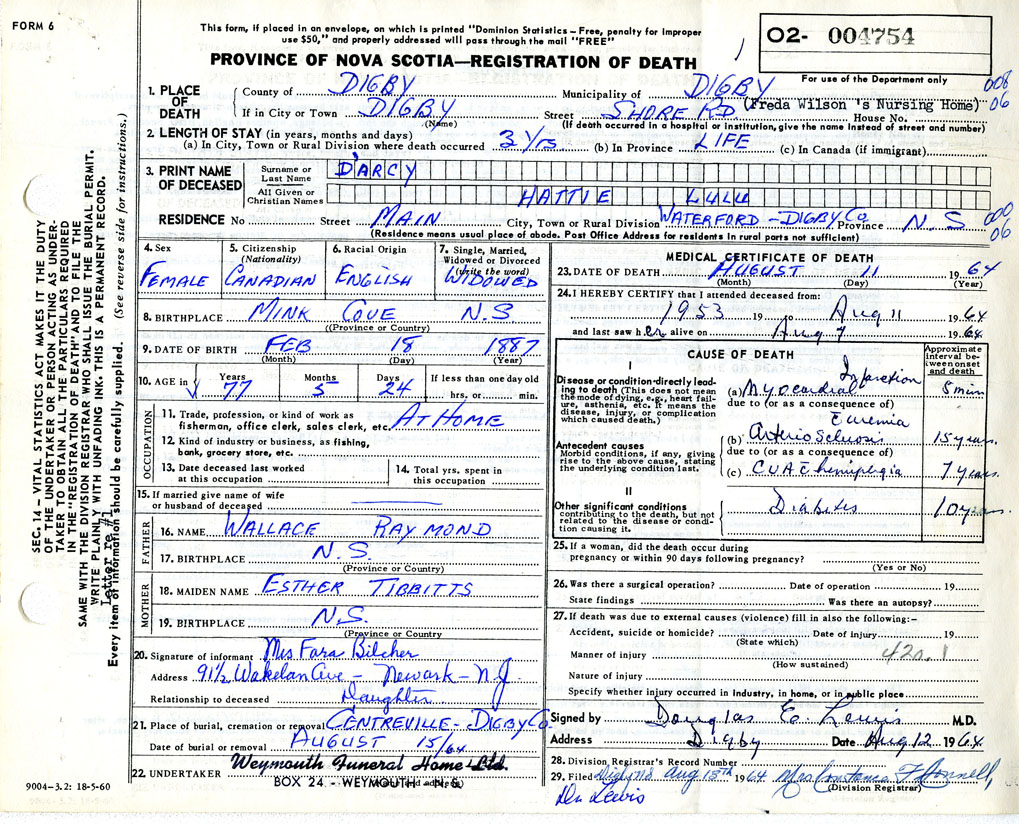 FORM 6
This form, if placed in an envelope, on which is printed "Dominion Statistics – Free, penalty for improper
use $50," and properly addressed will pass through the mail "FREE"
PROVINCE OF NOVA SCOTIA—REGISTRATION OF DEATH
O2- 004754
For use of the Department only
1. PLACE OF DEATH
County of DIGBY Municipality of DIGBY 008
If in City or Town DIGBY Street SHORE RD. (Freda Wilson 's Nursing Home) House No. 06
(Name) (If death occurred in a hospital or institution, give the name instead of street and number)
2. LENGTH OF STAY (in years, months and days)
(a) In City, Town or Rural Division where death occurred 3 Yrs (b) In Province LIFE (c) In Canada (if immigrant)
3. PRINT NAME OF DECEASED
Surname or Last Name D'ARCY
All Given or Christian Names HATTIE LULU
RESIDENCE No Street MAIN City, Town or Rural Division WATERFORD - DIGBY Co. Province N.S 000 06
(Residence means usual place of abode. Post Office Address for residents in rural parts not sufficient)
4. Sex FEMALE
5. Citizenship (Nationality) CANADIAN
6. Racial Origin ENGLISH
7. Single, Married, Widowed or Divorced (write the word) WIDOWED
8. BIRTHPLACE MINK COVE N.S
(Province or Country)
9. DATE OF BIRTH FEB 18 1887
(Month) (Day) (Year)
10. AGE in Years 77 Months 5 Days 24 If less than one day old
hrs. or min.
OCCUPATION
11. Trade, profession, or kind of work as
fisherman, office clerk, sales clerk, etc. AT HOME
12. Kind of industry or business, as fishing,
bank, grocery store, etc.
13. Date deceased last worked
at this occupation
14. Total yrs. spent in
this occupation
15. If married give name of wife
or husband of deceased
FATHER
16. NAME WALLACE RAYMOND
17. BIRTHPLACE N.S.
(Province or Country)
MOTHER
18. MAIDEN NAME ESTHER TIBBITTS
19. BIRTHPLACE N.S.
(Province or Country
20. Signature of informant Mrs Fara Bilcher
Address 91½ Wakelan Ave - Newark - N.J.
Relationship to deceased Daughter
21. Place of burial, cremation or removal CENTREVILLE - DIGBY Co.
Date of burial or removal AUGUST 15/64
22. UNDERTAKER Weymouth Funeral Home Ltd.
BOX 24 - WEYMOUTH N. S.
9004–3.2: 18-5-60
MEDICAL CERTIFICATE OF DEATH
23. DATE OF DEATH AUGUST 11 1964
(Month) (Day) (Year)
24. I HEREBY CERTIFY that I attended deceased from:
1953 19 to Aug 11 1964
and last saw her alive on Aug 7 1964
CAUSE OF DEATH
Approximate interval between onset and death
I
Disease or condition directly leading to death (This does not mean the mode of dying, e.g., heart failure, asthenia, etc. It means the disease, injury, or complication which caused death.)
(a) Myocardial Infarction 5 min
due to (or as a consequence of)
Antecedent causes
Morbid conditions, if any, giving rise to the above cause, stating the underlying condition last.
(b) Arterio Sclerosis 15 years
due to (or as a consequence of)
(c) CVA c hemiplegia 7 years
II
Other significant conditions
contributing to the death, but not related to the disease or condition causing it.
Diabetes 10 years
25. If a woman, did the death occur during
pregnancy or within 90 days following pregnancy?
(Yes or No)
26. Was there a surgical operation? Date of operation 19
State findings Was there an autopsy?
27. If death was due to external causes (violence) fill in also the following:–
Accident, suicide or homicide? Date of injury 19
(State which)
Manner of injury 420.1
(How sustained)
Nature of injury
Specify whether injury occurred in Industry, in home, or in public place
Signed by Douglas E. Lewis M.D.
Address Digby Date Aug 12 1964
28. Division Registrar's Record Number
29. Filed Aug 13th 1964 Mrs Constance F Connell,
(Division Registrar)
Dr Lewis
SEC. 14 – VITAL STATISTICS ACT MAKES IT THE DUTY
OF THE UNDERTAKER OR PERSON ACTING AS UNDER-
TAKER TO OBTAIN ALL THE PARTICULARS REQUIRED
IN THE "REGISTRATION OF DEATH" AND TO FILE THE
SAME WITH THE DIVISION REGISTRAR WHO SHALL ISSUE THE BURIAL PERMIT.
WRITE PLAINLY WITH UNFADING INK. THIS IS A PERMANENT RECORD.
Letter re #1
Every item of information should be carefully supplied. (See reverse side for instructions.)